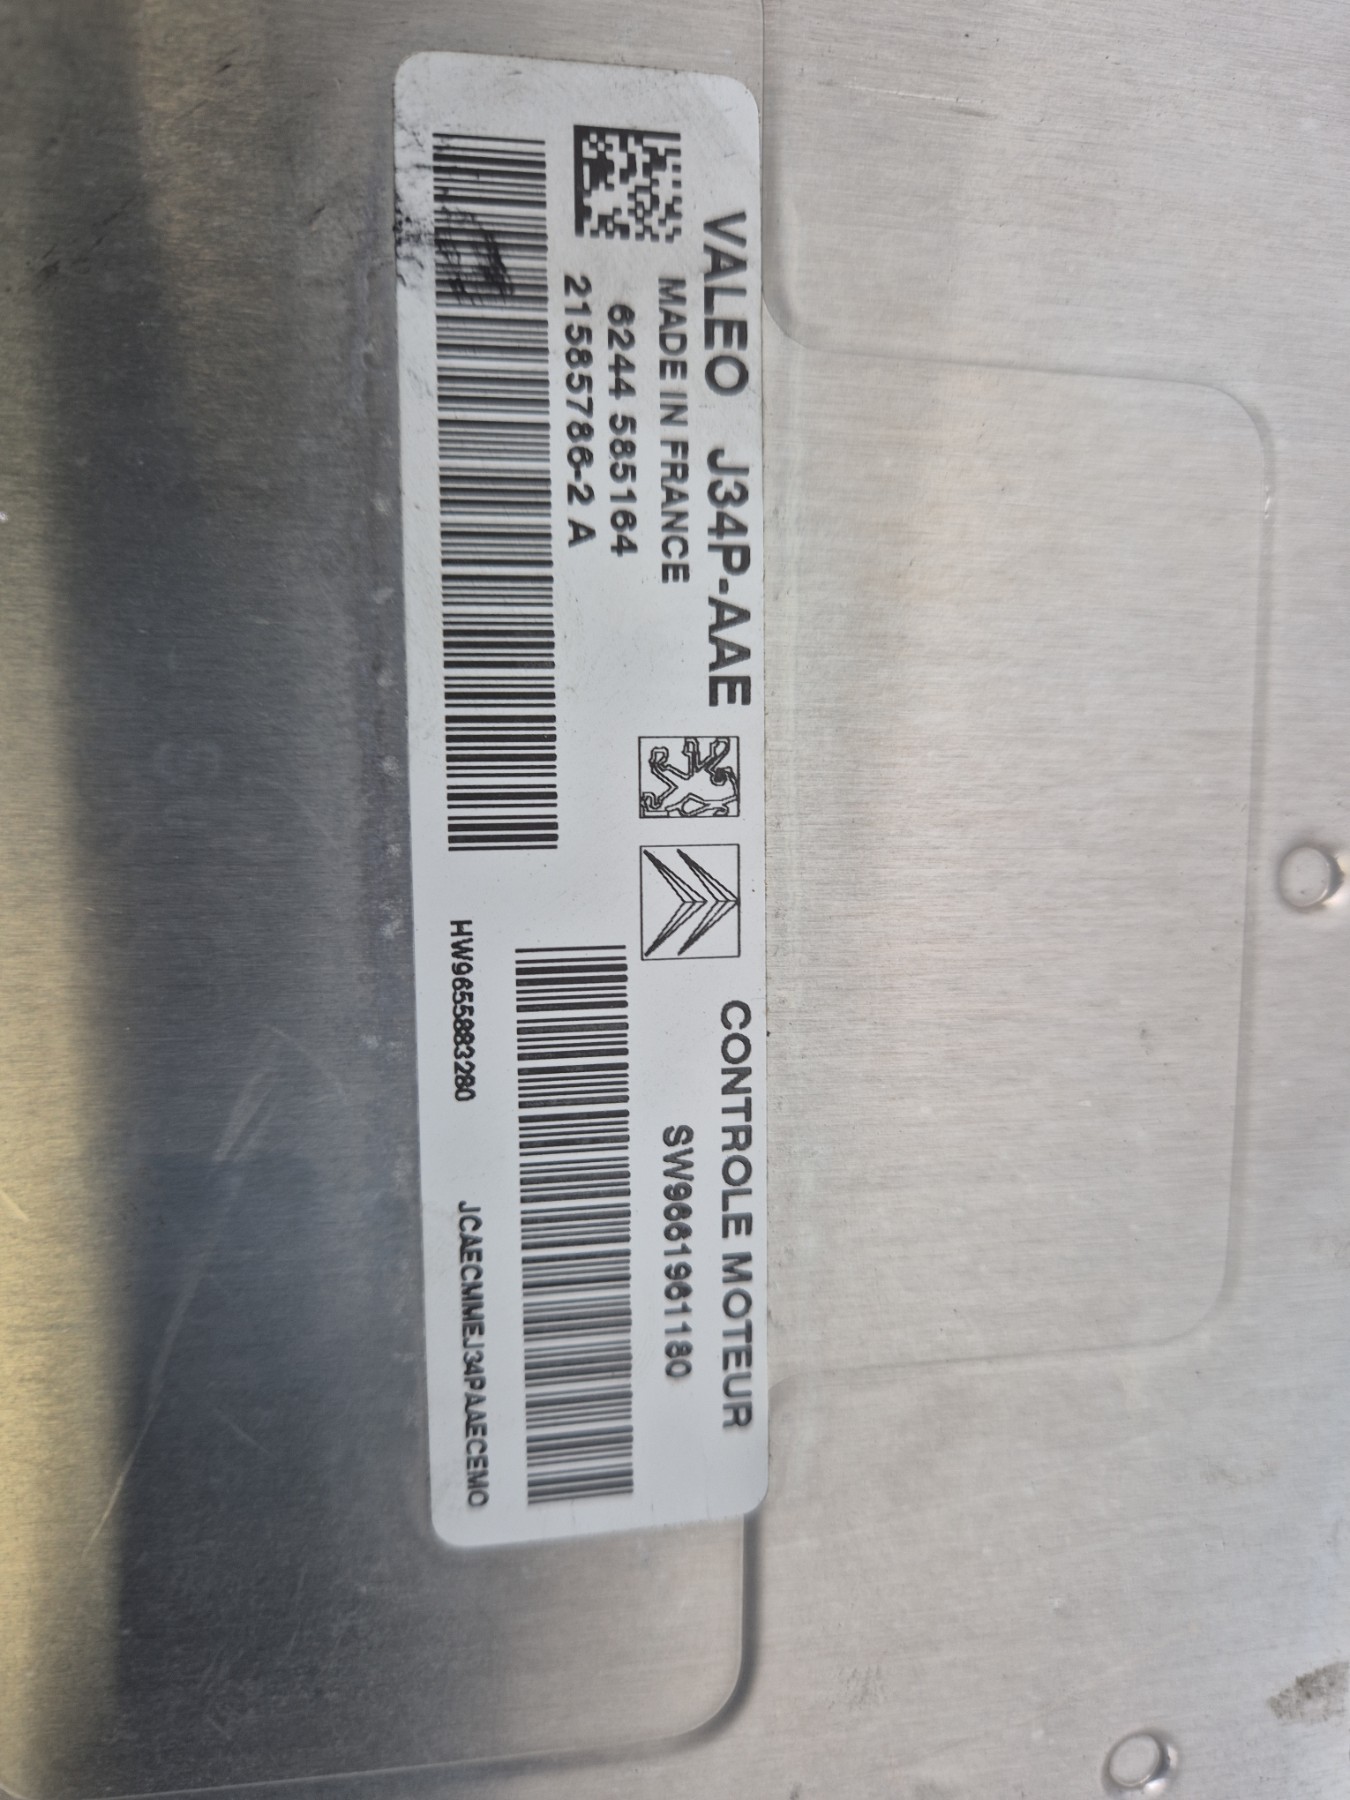 VALEO J34P-AAE
MADE IN FRANCE
6244 585164
21585786-2 A
CONTROLE MOTEUR
SW9661961180
HW9655883280
JCAECMMEJ34PAAECEMO